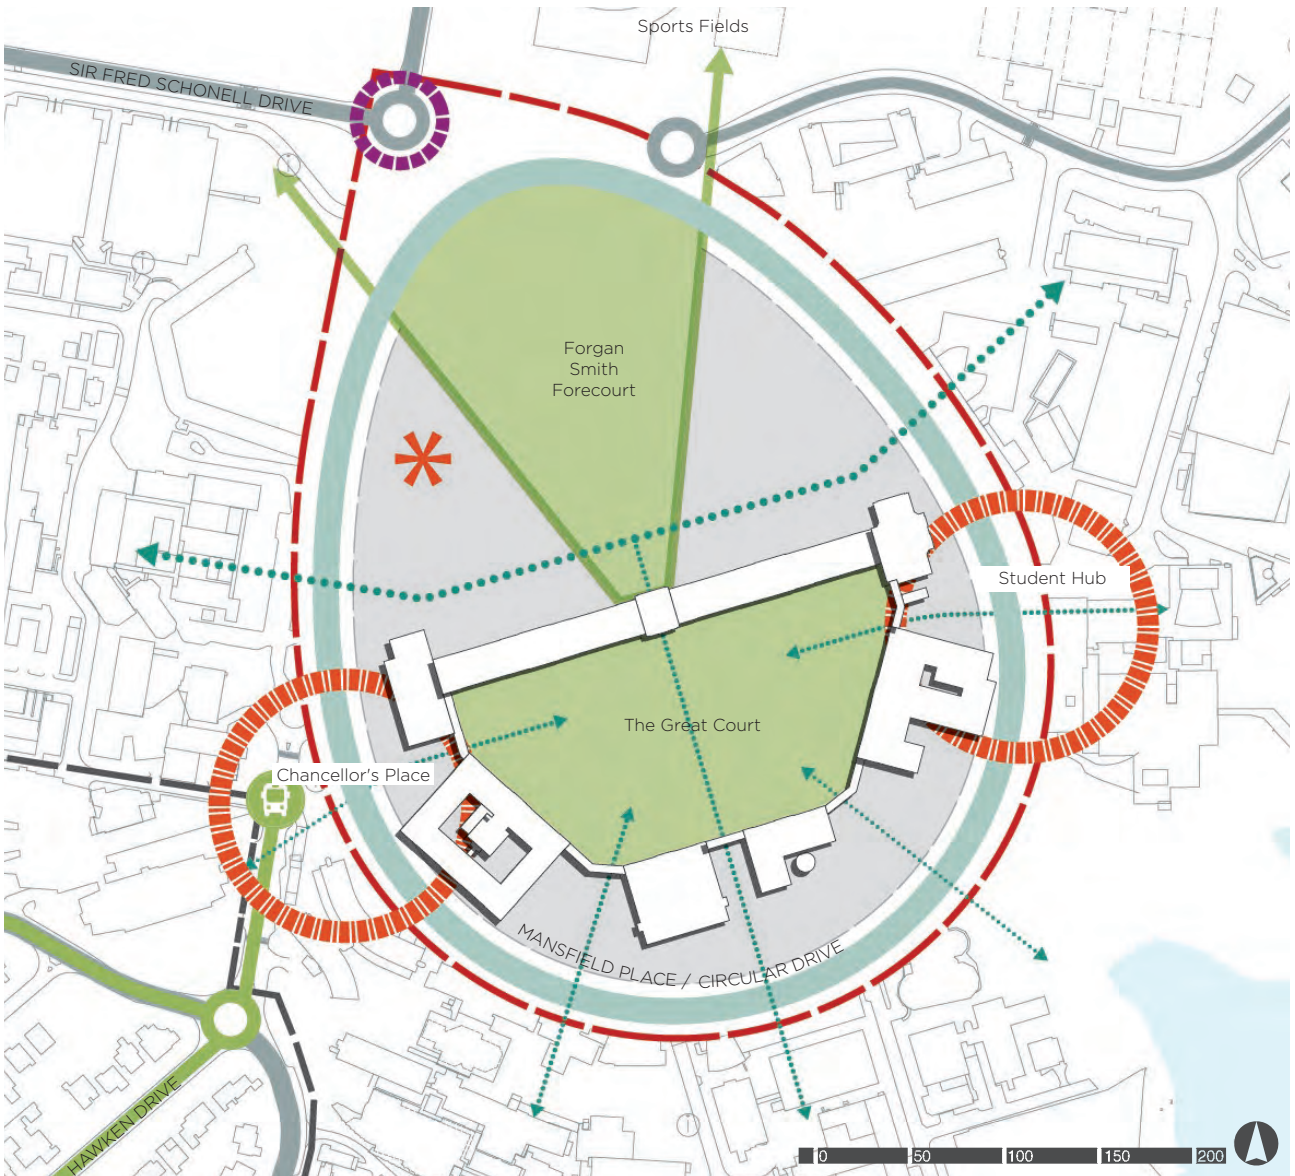 Sports Fields
SIR FRED SCHONELL DRIVE
Forgan
Smith
Forecourt
Student Hub
The Great Court
Chancellor's Place
MANSFIELD PLACE / CIRCULAR DRIVE
HAWKEN DRIVE
0 50 100 150 200